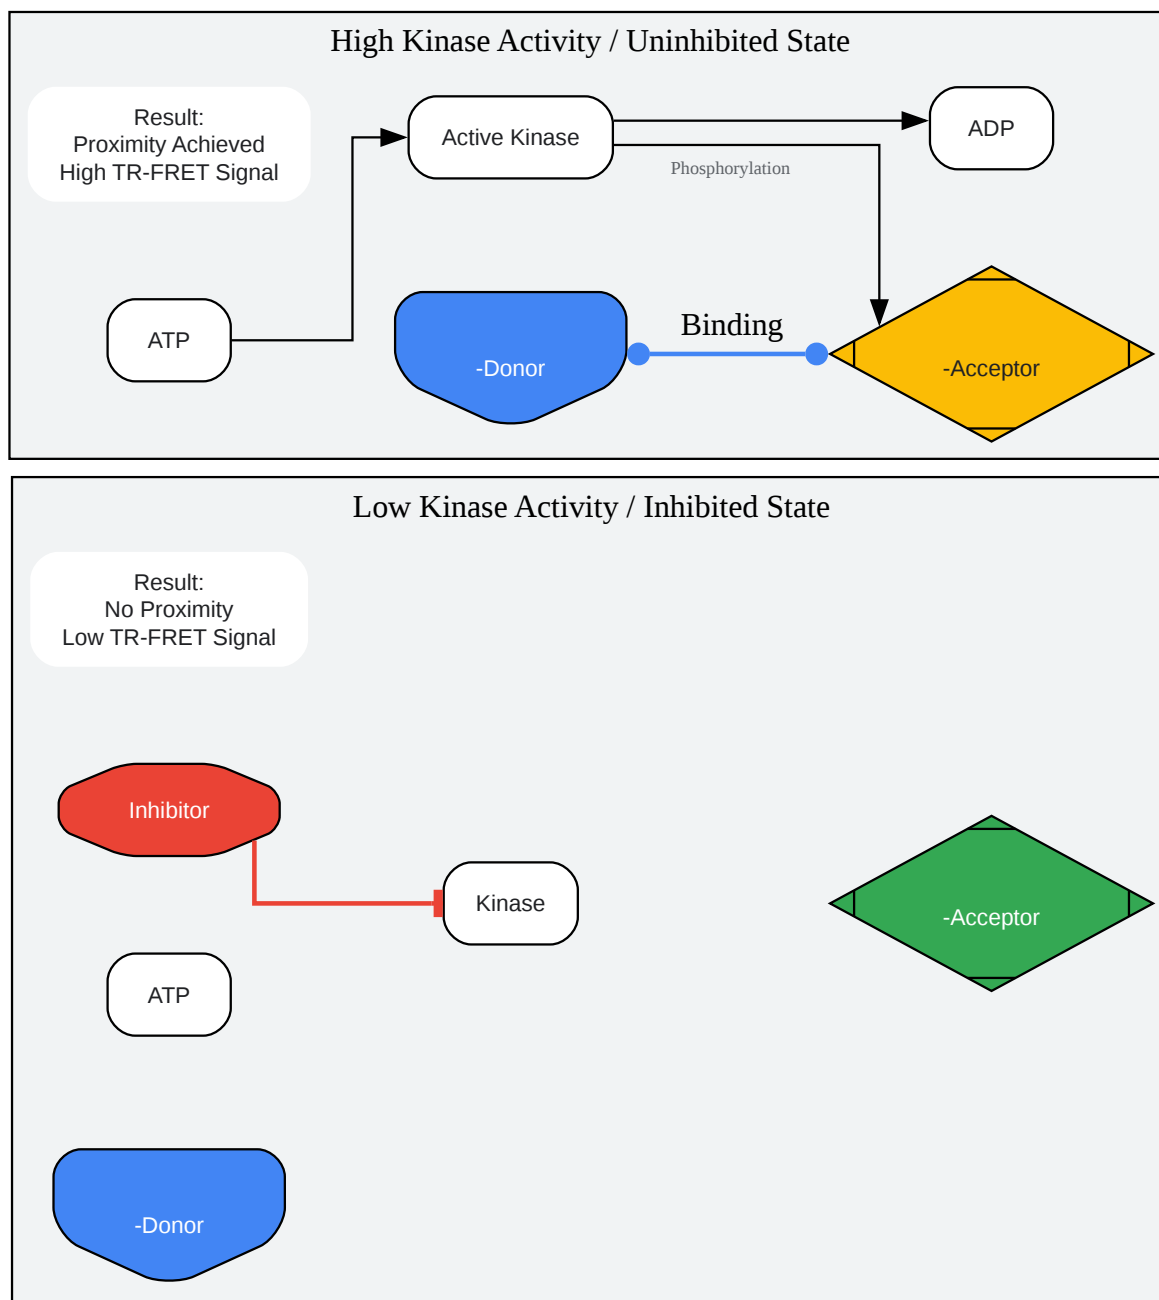 High Kinase Activity / Uninhibited State
Result:
Proximity Achieved
High TR-FRET Signal
Active Kinase
ADP
Phosphorylation
ATP
-Donor
Binding
-Acceptor
Low Kinase Activity / Inhibited State
Result:
No Proximity
Low TR-FRET Signal
Inhibitor
Kinase
-Acceptor
ATP
-Donor